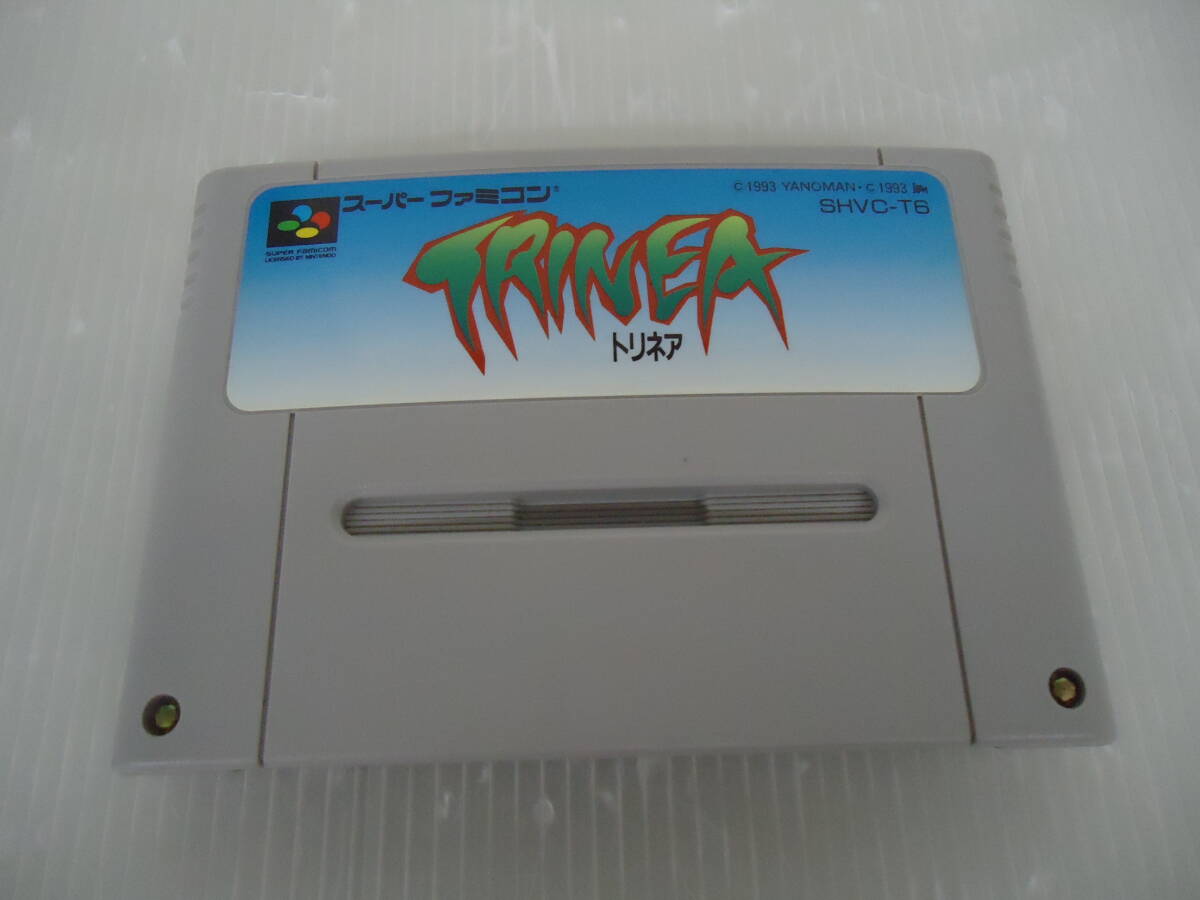 スーパーファミコン
SUPER FAMICOM
LICENSED BY NINTENDO
© 1993 YANOMAN・© 1993
SHVC-T6
TRINEA
トリネア